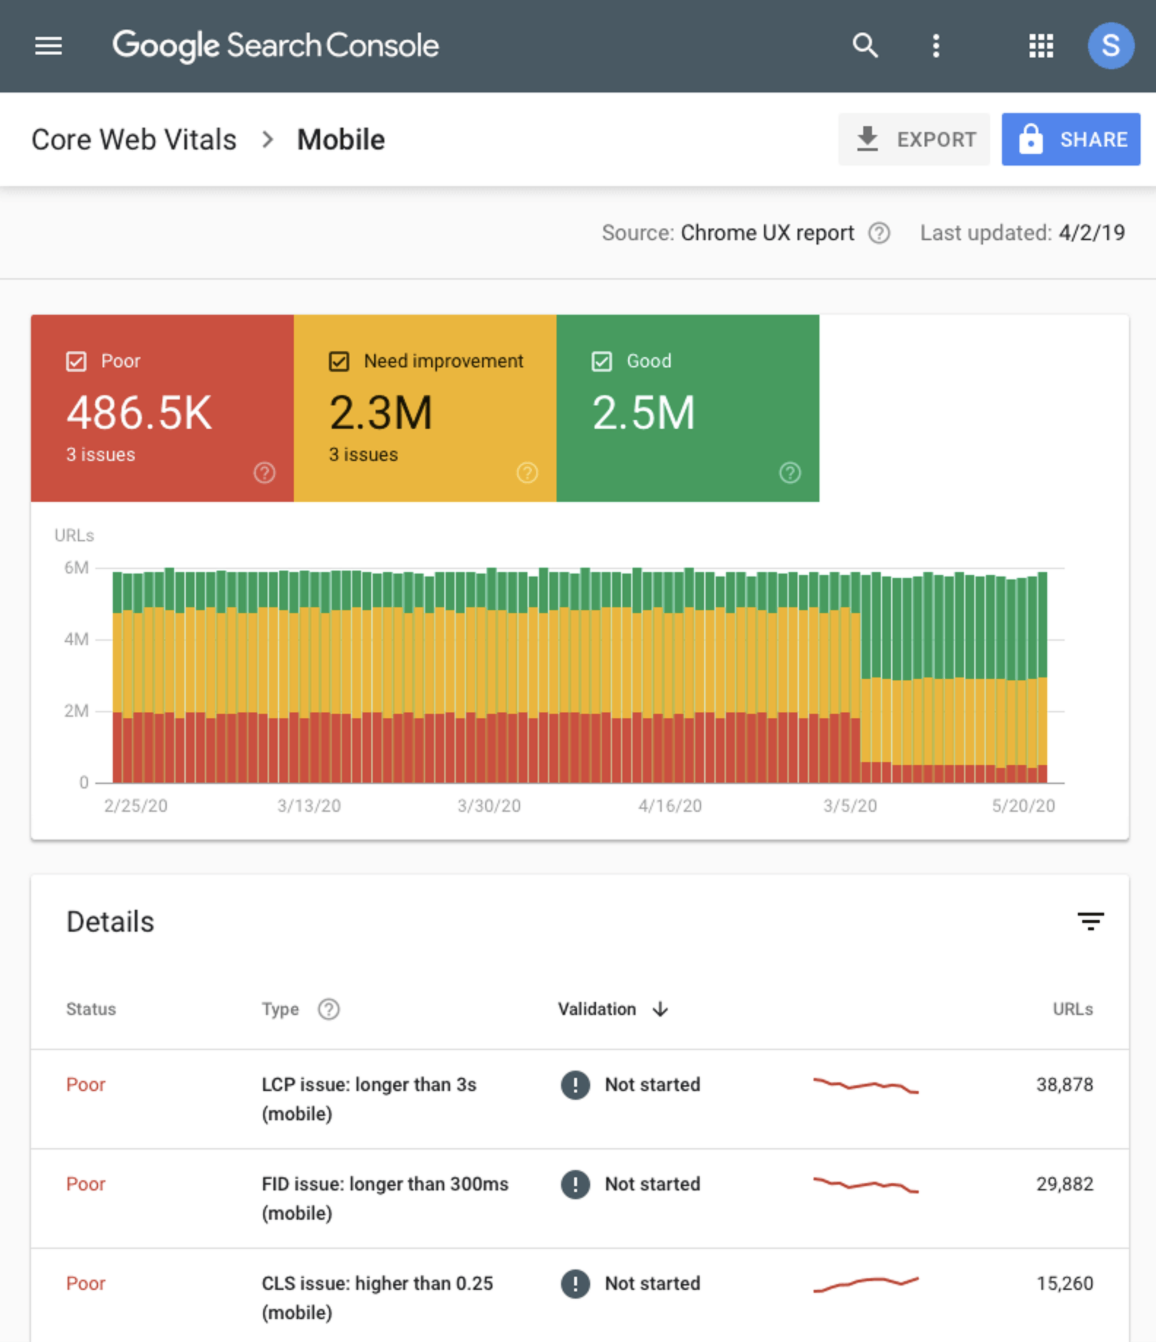 Google Search Console
S
Core Web Vitals > Mobile
EXPORT
SHARE
Source: Chrome UX report ? Last updated: 4/2/19
Poor
486.5K
3 issues
?
Need improvement
2.3M
3 issues
?
Good
2.5M
?
URLs
6M
4M
2M
0
2/25/20 3/13/20 3/30/20 4/16/20 3/5/20 5/20/20
Details
Status Type ? Validation ↓ URLs
Poor LCP issue: longer than 3s ! Not started 38,878
(mobile)
Poor FID issue: longer than 300ms ! Not started 29,882
(mobile)
Poor CLS issue: higher than 0.25 ! Not started 15,260
(mobile)